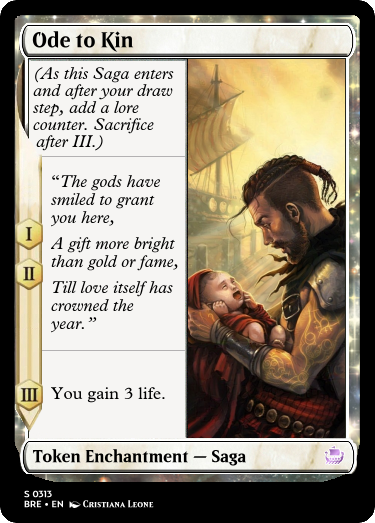 Ode to Kin
(As this Saga enters
and after your draw
step, add a lore
counter. Sacrifice
after III.)
I
II
“The gods have
smiled to grant
you here,
A gift more bright
than gold or fame,
Till love itself has
crowned the
year.”
III
You gain 3 life.
Token Enchantment — Saga
S 0313
BRE • EN Cristiana Leone